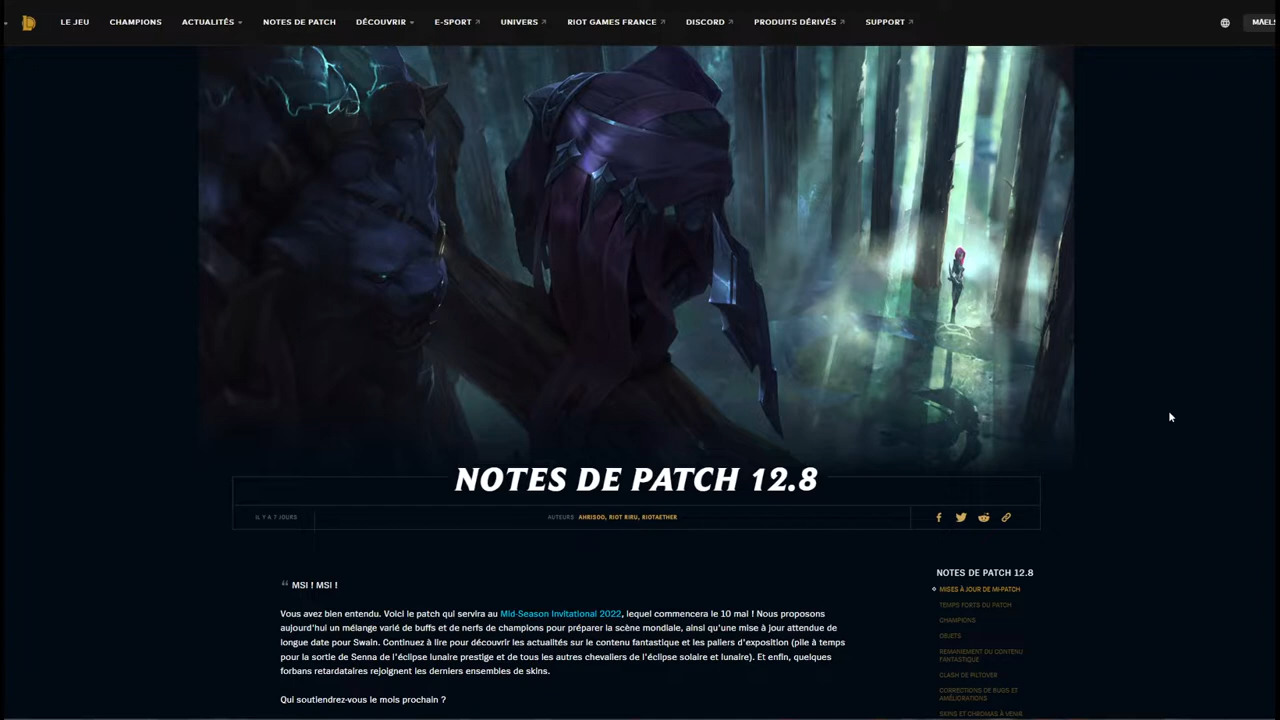 LE JEU CHAMPIONS ACTUALITÉS NOTES DE PATCH DÉCOUVRIR E-SPORT UNIVERS RIOT GAMES FRANCE DISCORD PRODUITS DÉRIVÉS SUPPORT
NOTES DE PATCH 12.8
IL Y A 7 JOURS
AUTEURS AHRISOO, RIOT RIRU, RIOTAETHER
“ MSI ! MSI !
Vous avez bien entendu. Voici le patch qui servira au Mid-Season Invitational 2022, lequel commencera le 10 mai ! Nous proposons
aujourd'hui un mélange varié de buffs et de nerfs de champions pour préparer la scène mondiale, ainsi qu'une mise à jour attendue de
longue date pour Swain. Continuez à lire pour découvrir les actualités sur le contenu fantastique et les paliers d'exposition (pile à temps
pour la sortie de Senna de l'éclipse lunaire prestige et de tous les autres chevaliers de l'éclipse solaire et lunaire). Et enfin, quelques
forbans retardataires rejoignent les derniers ensembles de skins.
Qui soutiendrez-vous le mois prochain ?
NOTES DE PATCH 12.8
MISES À JOUR DE MI-PATCH
TEMPS FORTS DU PATCH
CHAMPIONS
OBJETS
REMANIEMENT DU CONTENU
FANTASTIQUE
CLASH DE PILTOVER
CORRECTIONS DE BUGS ET
AMÉLIORATIONS
SKINS ET CHROMAS À VENIR